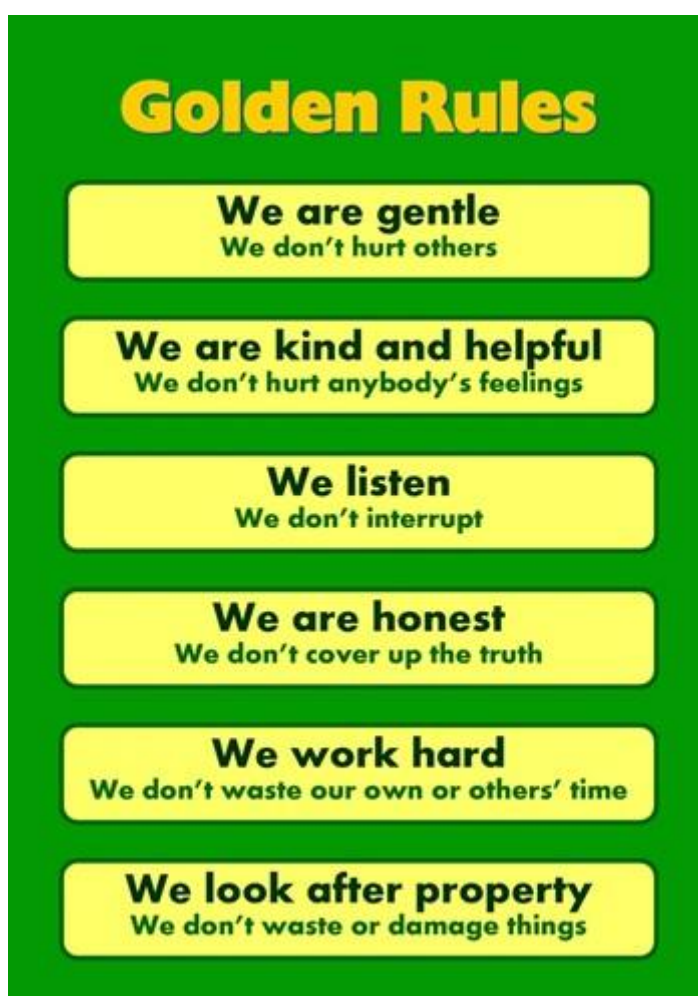 Golden Rules
We are gentle
We don't hurt others
We are kind and helpful
We don't hurt anybody's feelings
We listen
We don't interrupt
We are honest
We don't cover up the truth
We work hard
We don't waste our own or others' time
We look after property
We don't waste or damage things